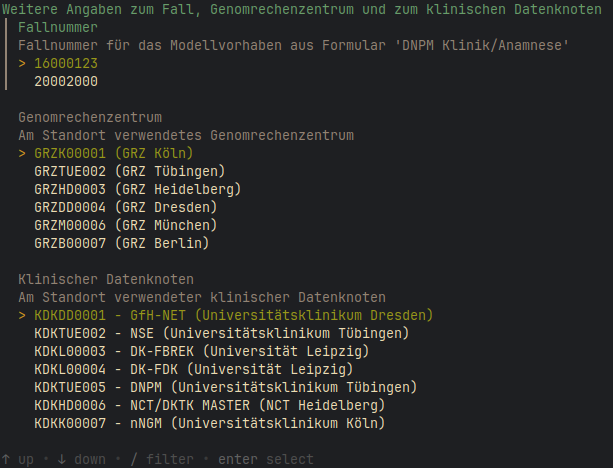 Weitere Angaben zum Fall, Genomrechenzentrum und zum klinischen Datenknoten
Fallnummer
Fallnummer für das Modellvorhaben aus Formular 'DNPM Klinik/Anamnese'
> 16000123
20002000
Genomrechenzentrum
Am Standort verwendetes Genomrechenzentrum
> GRZK00001 (GRZ Köln)
GRZTUE002 (GRZ Tübingen)
GRZHD0003 (GRZ Heidelberg)
GRZDD0004 (GRZ Dresden)
GRZM00006 (GRZ München)
GRZB00007 (GRZ Berlin)
Klinischer Datenknoten
Am Standort verwendeter klinischer Datenknoten
> KDKDD0001 - GfH-NET (Universitätsklinikum Dresden)
KDKTUE002 - NSE (Universitätsklinikum Tübingen)
KDKL00003 - DK-FBREK (Universität Leipzig)
KDKL00004 - DK-FDK (Universität Leipzig)
KDKTUE005 - DNPM (Universitätsklinikum Tübingen)
KDKHD0006 - NCT/DKTK MASTER (NCT Heidelberg)
KDKK00007 - nNGM (Universitätsklinikum Köln)
↑ up • ↓ down • / filter • enter select